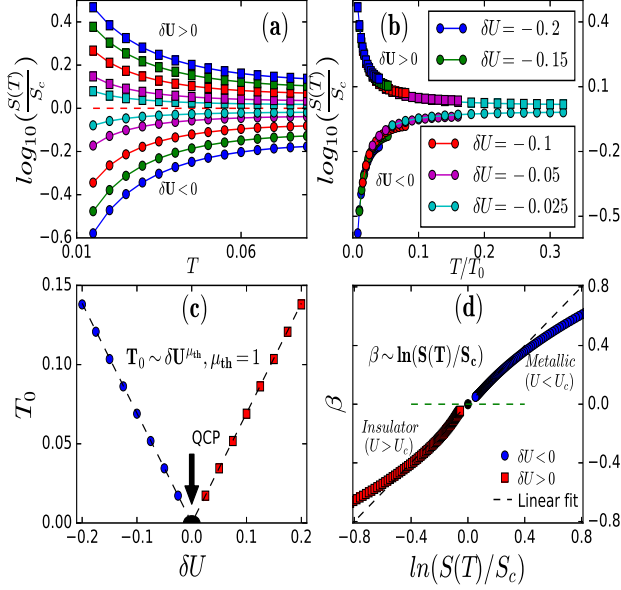 0.4
0.2
0.0
−0.2
−0.4
−0.6
0.01
0.06
T
log10(S(T)/Sc)
(a)
δU>0
δU<0
0.4
0.1
−0.2
−0.5
0.0
0.1
0.2
0.3
T/T0
log10(S(T)/Sc)
(b)
δU>0
δU<0
δU=−0.2
δU=−0.15
δU=−0.1
δU=−0.05
δU=−0.025
0.15
0.10
0.05
0.00
−0.2
−0.1
0.0
0.1
0.2
δU
T0
(c)
T0∼δU^μth, μth=1
QCP
0.8
0.4
0.0
−0.4
−0.8
−0.8
−0.4
0.0
0.4
0.8
ln(S(T)/Sc)
β
(d)
β∼ln(S(T)/Sc)
Metallic
(U<Uc)
Insulator
(U>Uc)
δU<0
δU>0
Linear fit